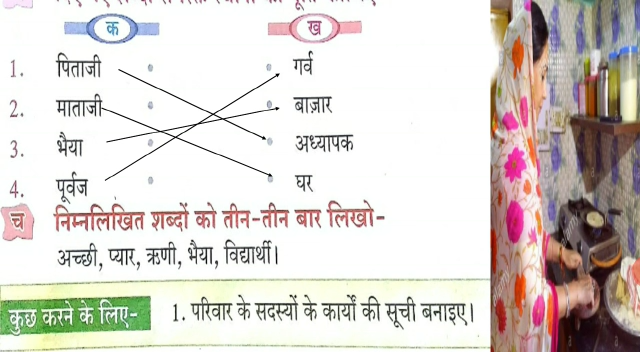 क ख
1. पिताजी गर्व
2. माताजी बाज़ार
3. भैया अध्यापक
4. पूर्वज घर
च निम्नलिखित शब्दों को तीन-तीन बार लिखो-
अच्छी, प्यार, ऋणी, भैया, विद्यार्थी।
कुछ करने के लिए- 1. परिवार के सदस्यों के कार्यों की सूची बनाइए।